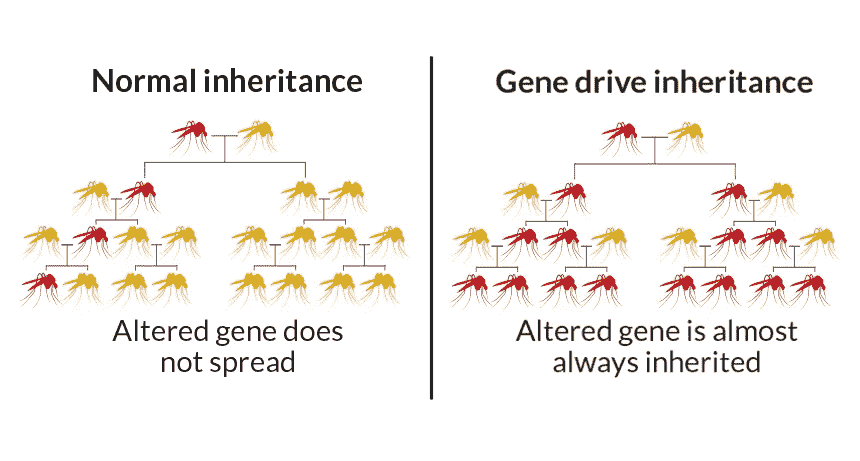 Normal inheritance
Altered gene does
not spread
Gene drive inheritance
Altered gene is almost
always inherited